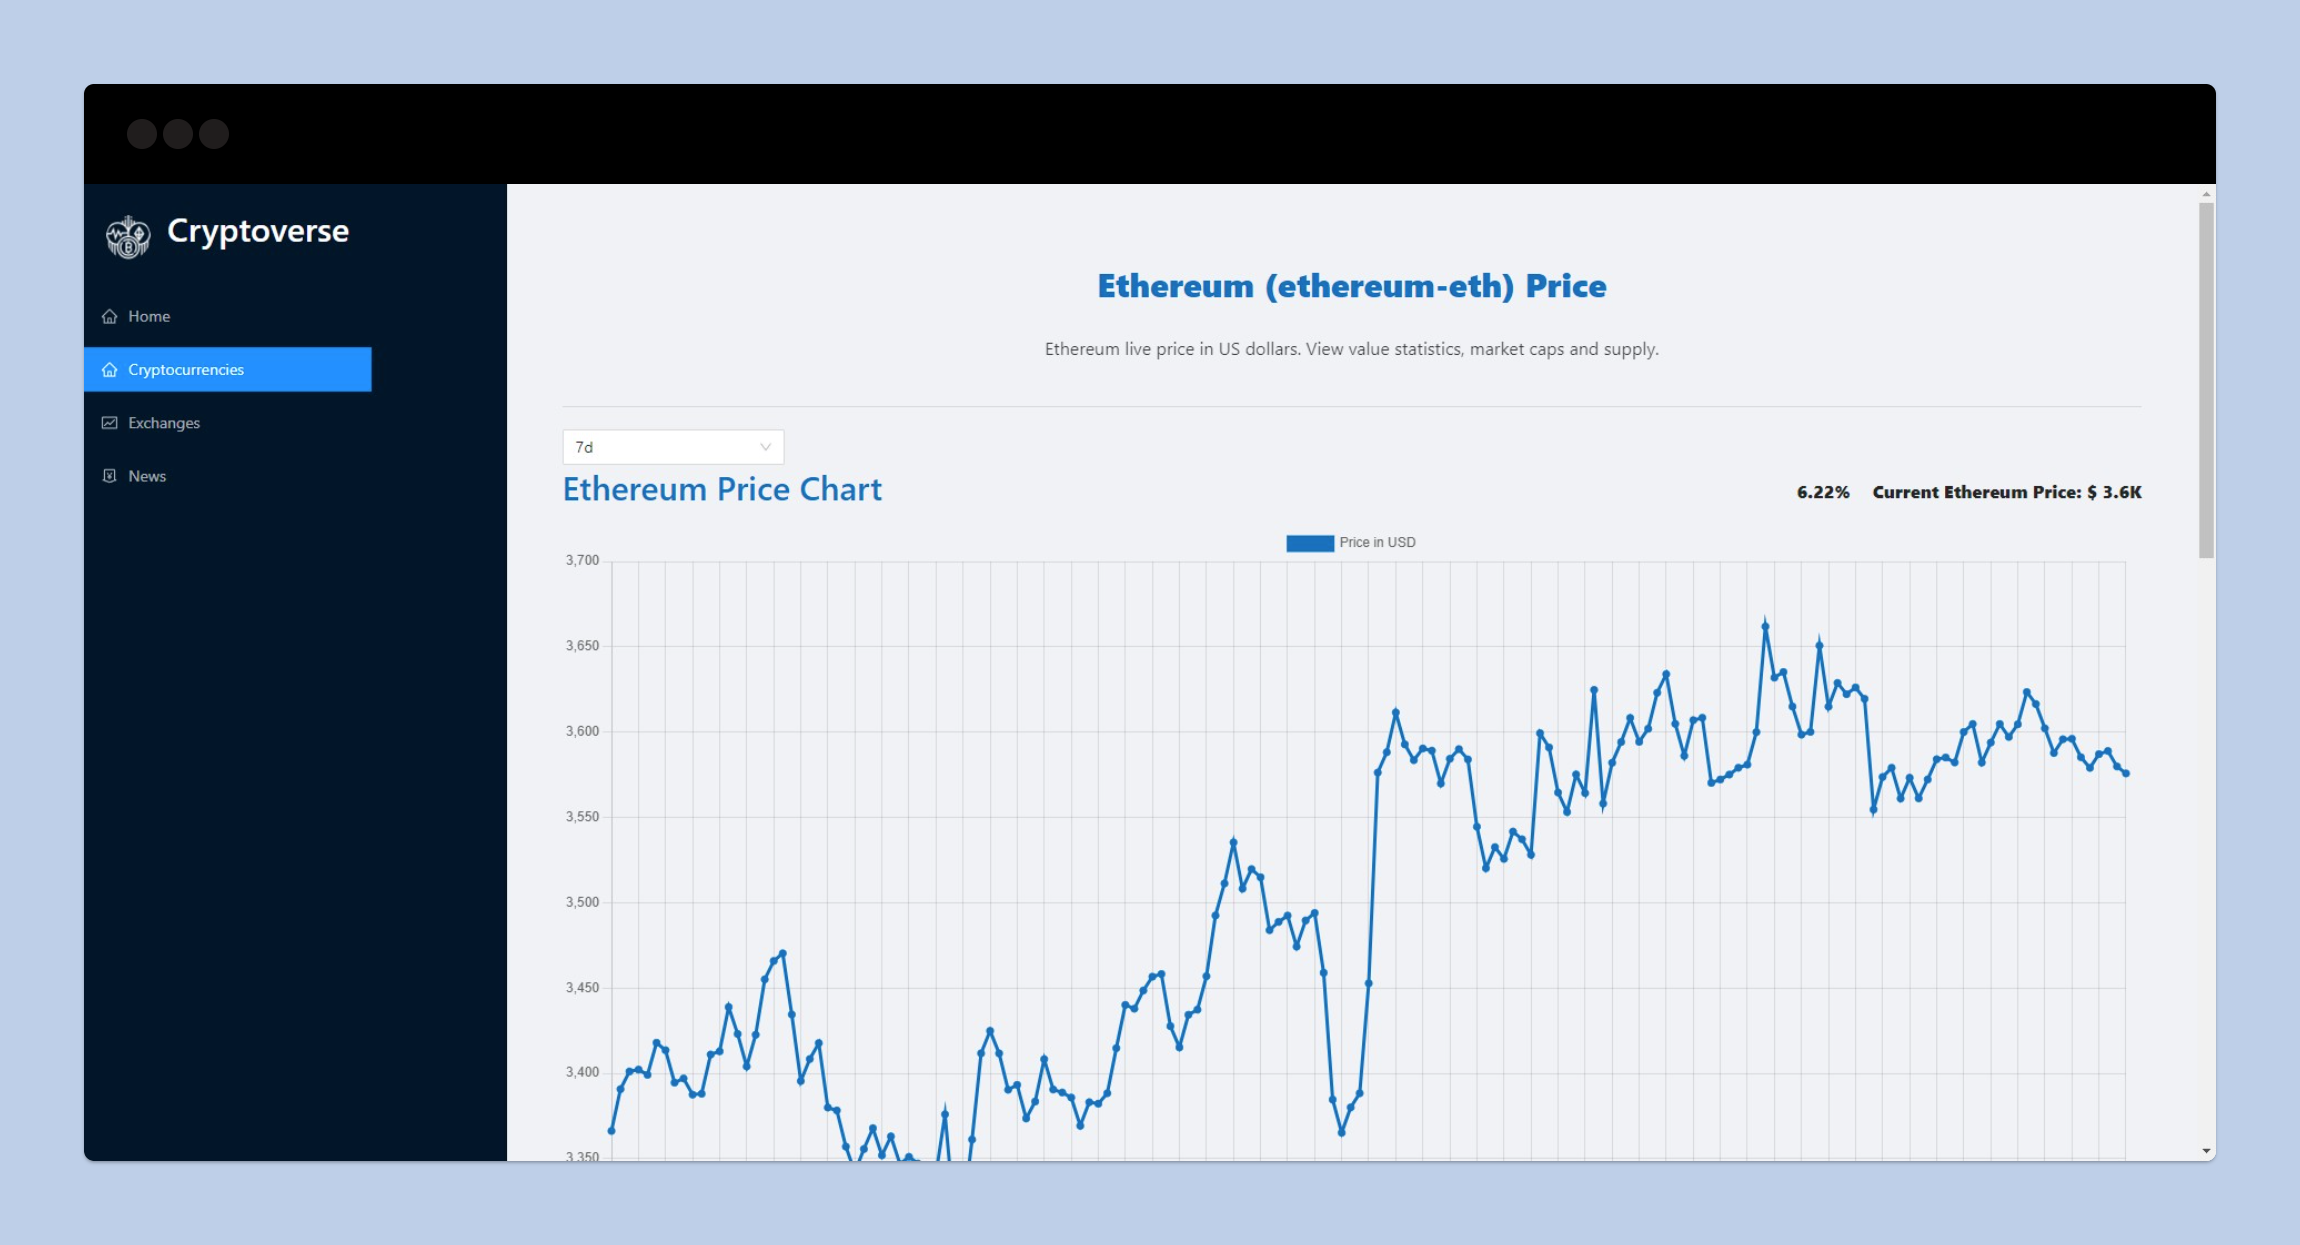 Cryptoverse
Home
Cryptocurrencies
Exchanges
News
Ethereum (ethereum-eth) Price
Ethereum live price in US dollars. View value statistics, market caps and supply.
7d
Ethereum Price Chart
6.22% Current Ethereum Price: $ 3.6K
Price in USD
3,700
3,650
3,600
3,550
3,500
3,450
3,400
3,350